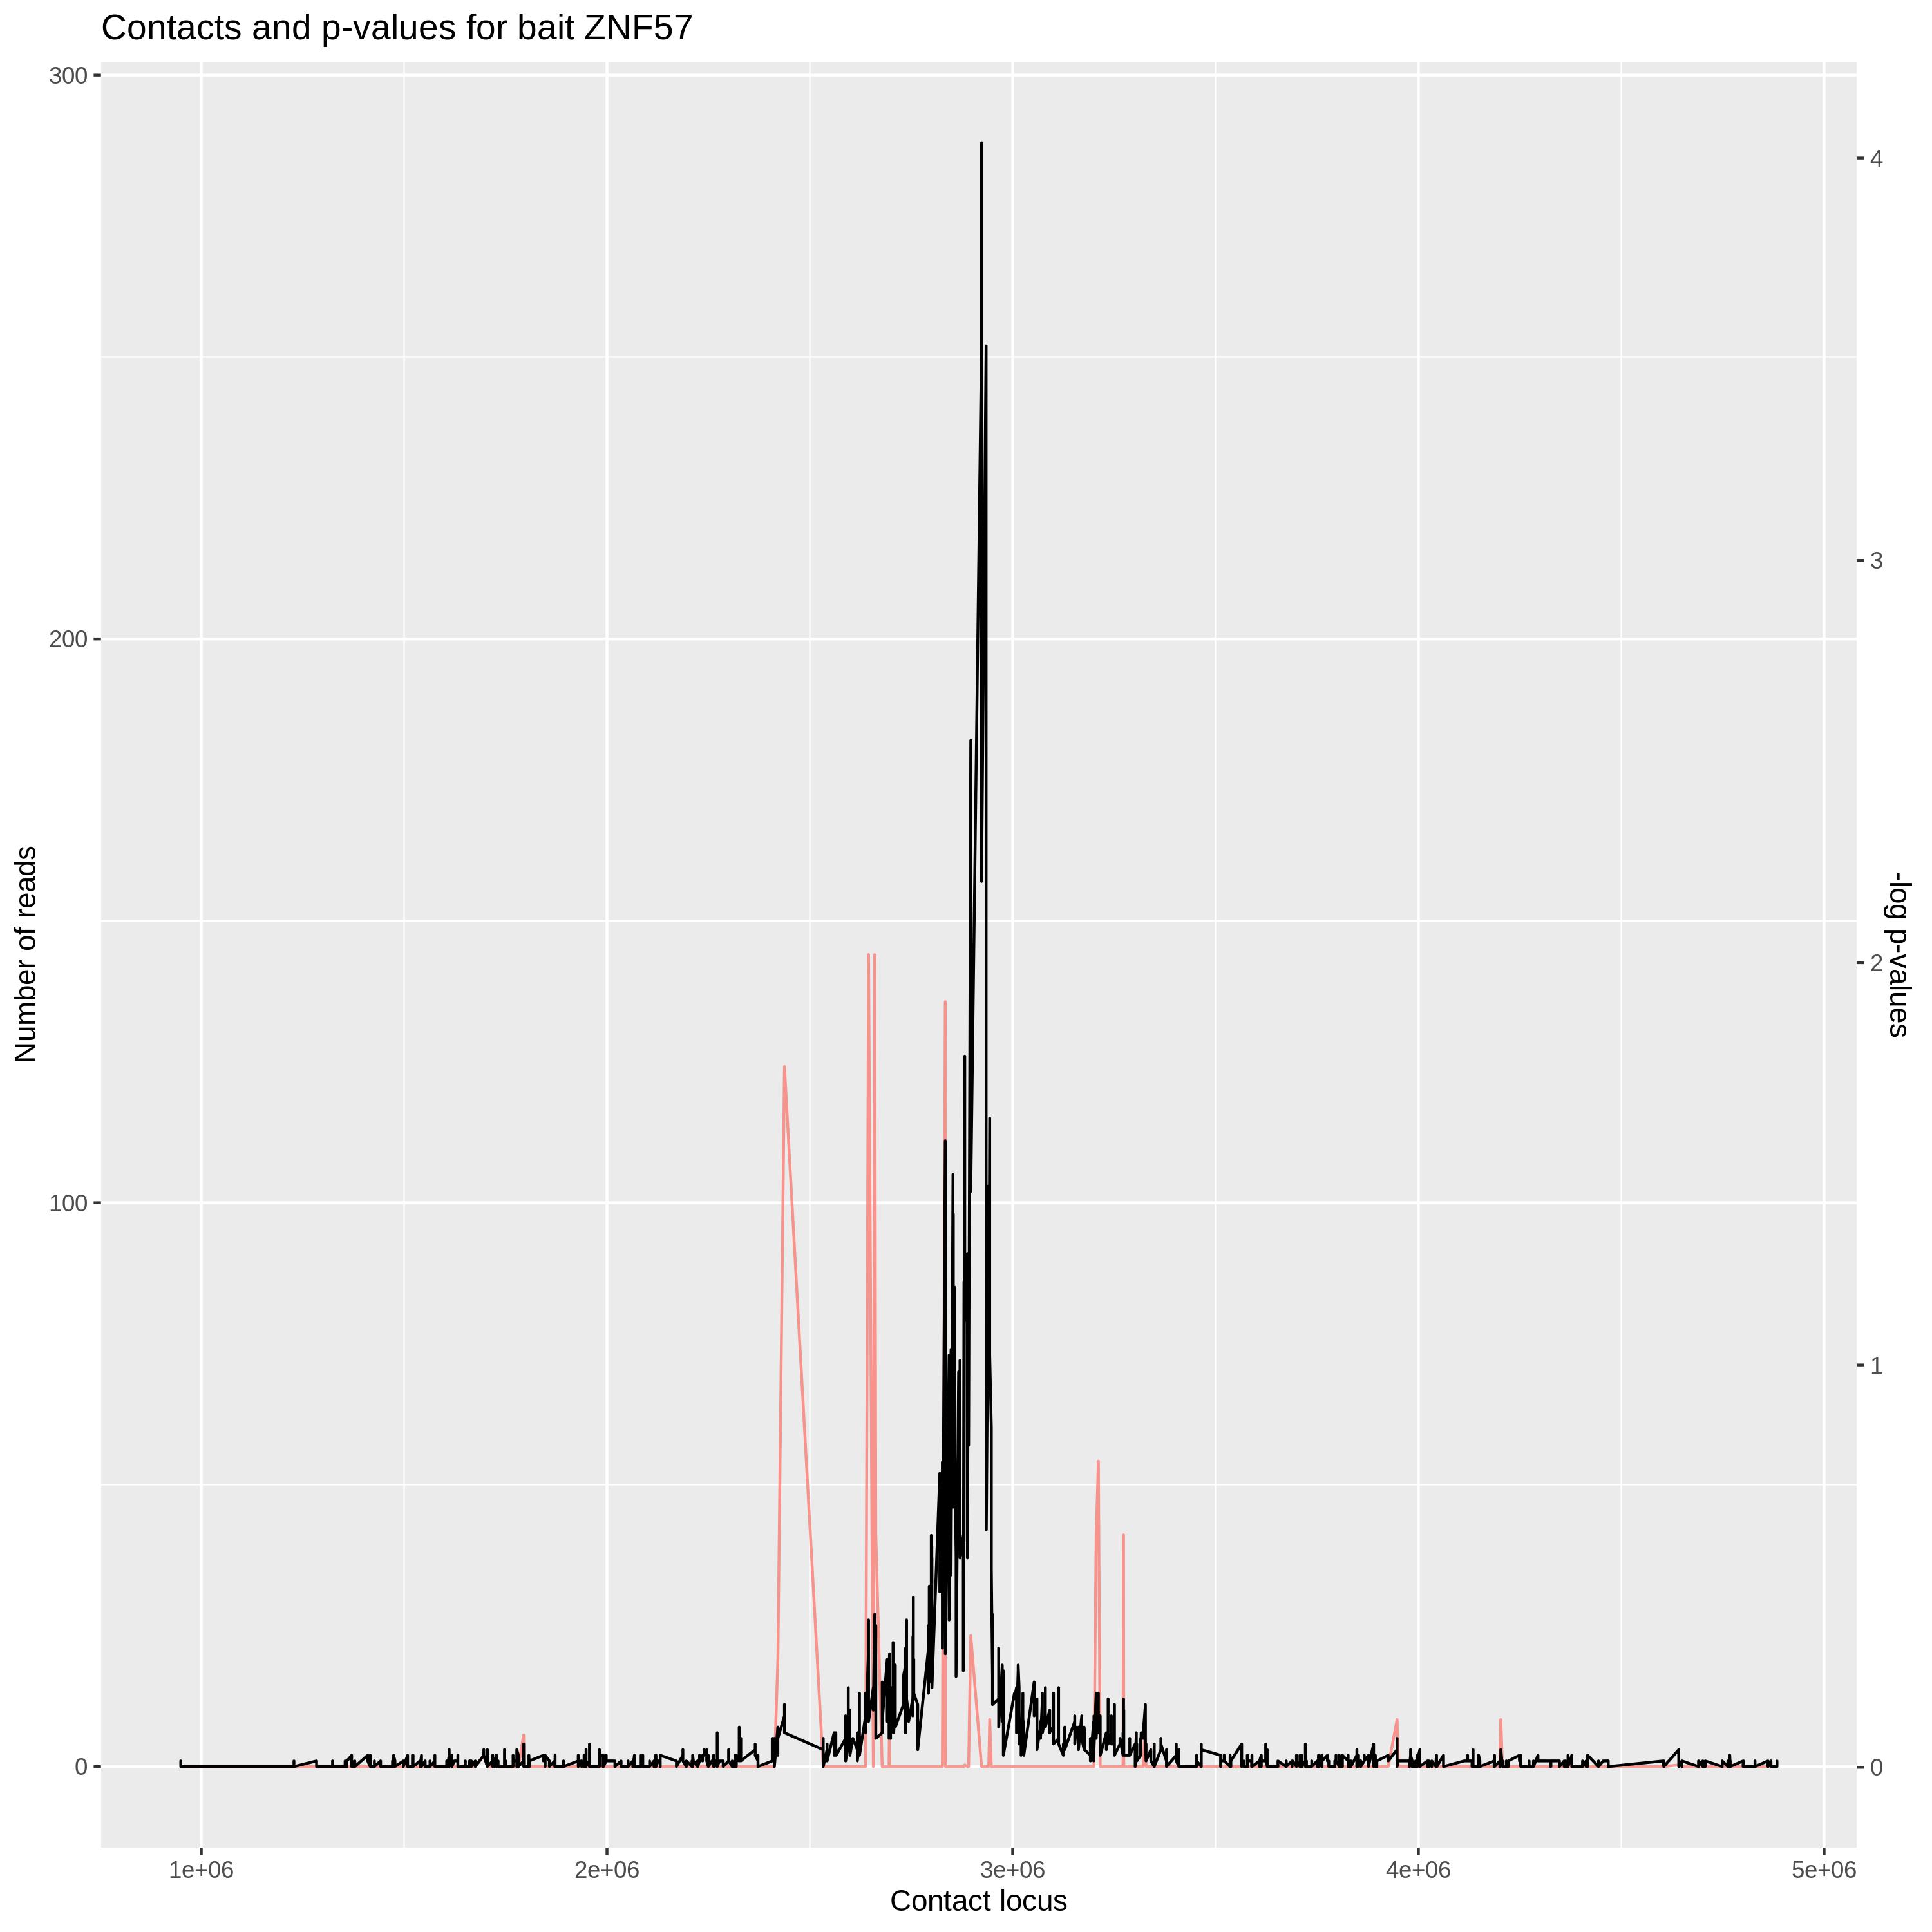 Contacts and p-values for bait ZNF57
300
200
100
0
Number of reads
4
3
2
1
0
-log p-values
1e+06
2e+06
3e+06
4e+06
5e+06
Contact locus